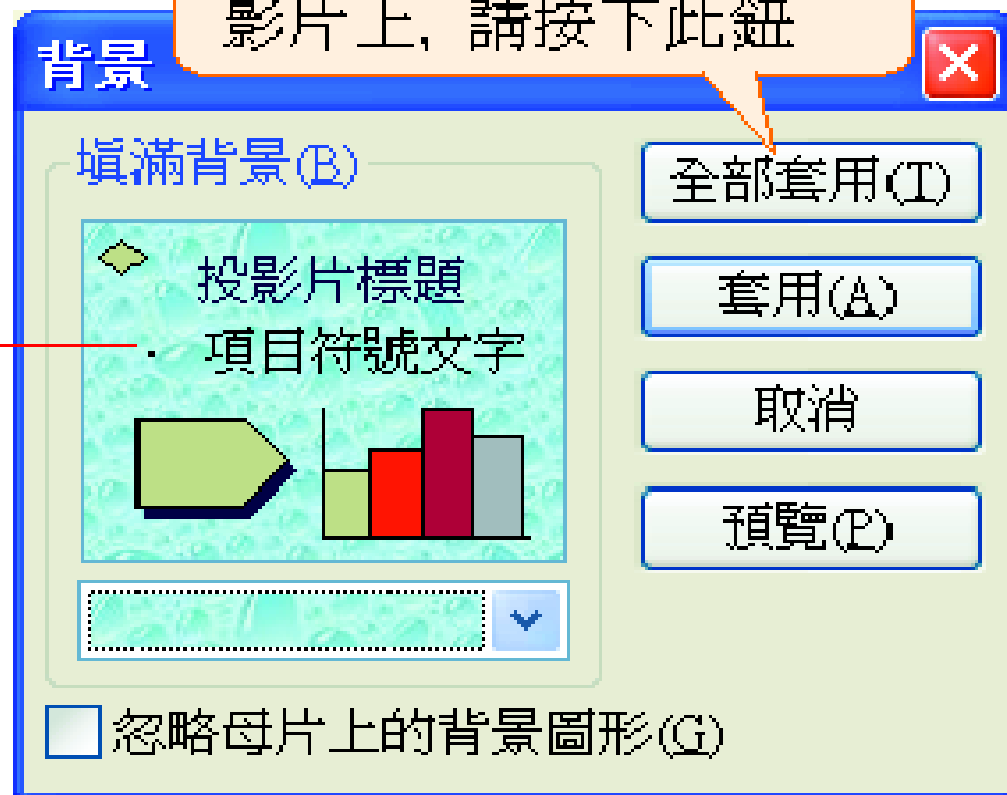 影片上, 請按下此鈕
背景
填滿背景(B)
投影片標題
· 項目符號文字
全部套用(T)
套用(A)
取消
預覽(P)
忽略母片上的背景圖形(G)